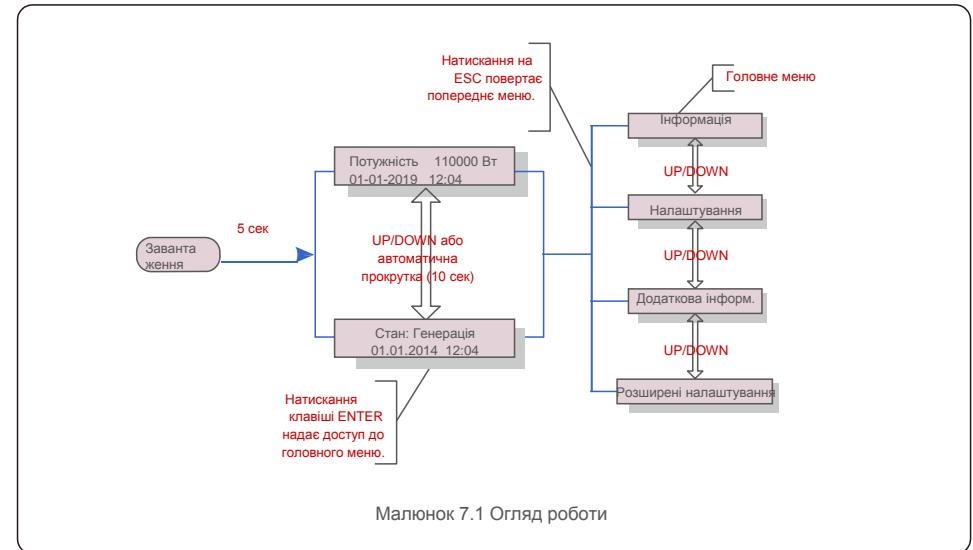 Натискання на
ESC повертає
попереднє меню.
Головне меню
Інформація
UP/DOWN
Налаштування
UP/DOWN
Додаткова інформ.
UP/DOWN
Розширені налаштування
Потужність 110000 Вт
01-01-2019 12:04
5 сек
Заванта
ження
UP/DOWN або
автоматична
прокрутка (10 сек)
Стан: Генерація
01.01.2014 12:04
Натискання
клавіші ENTER
надає доступ до
головного меню.
Малюнок 7.1 Огляд роботи